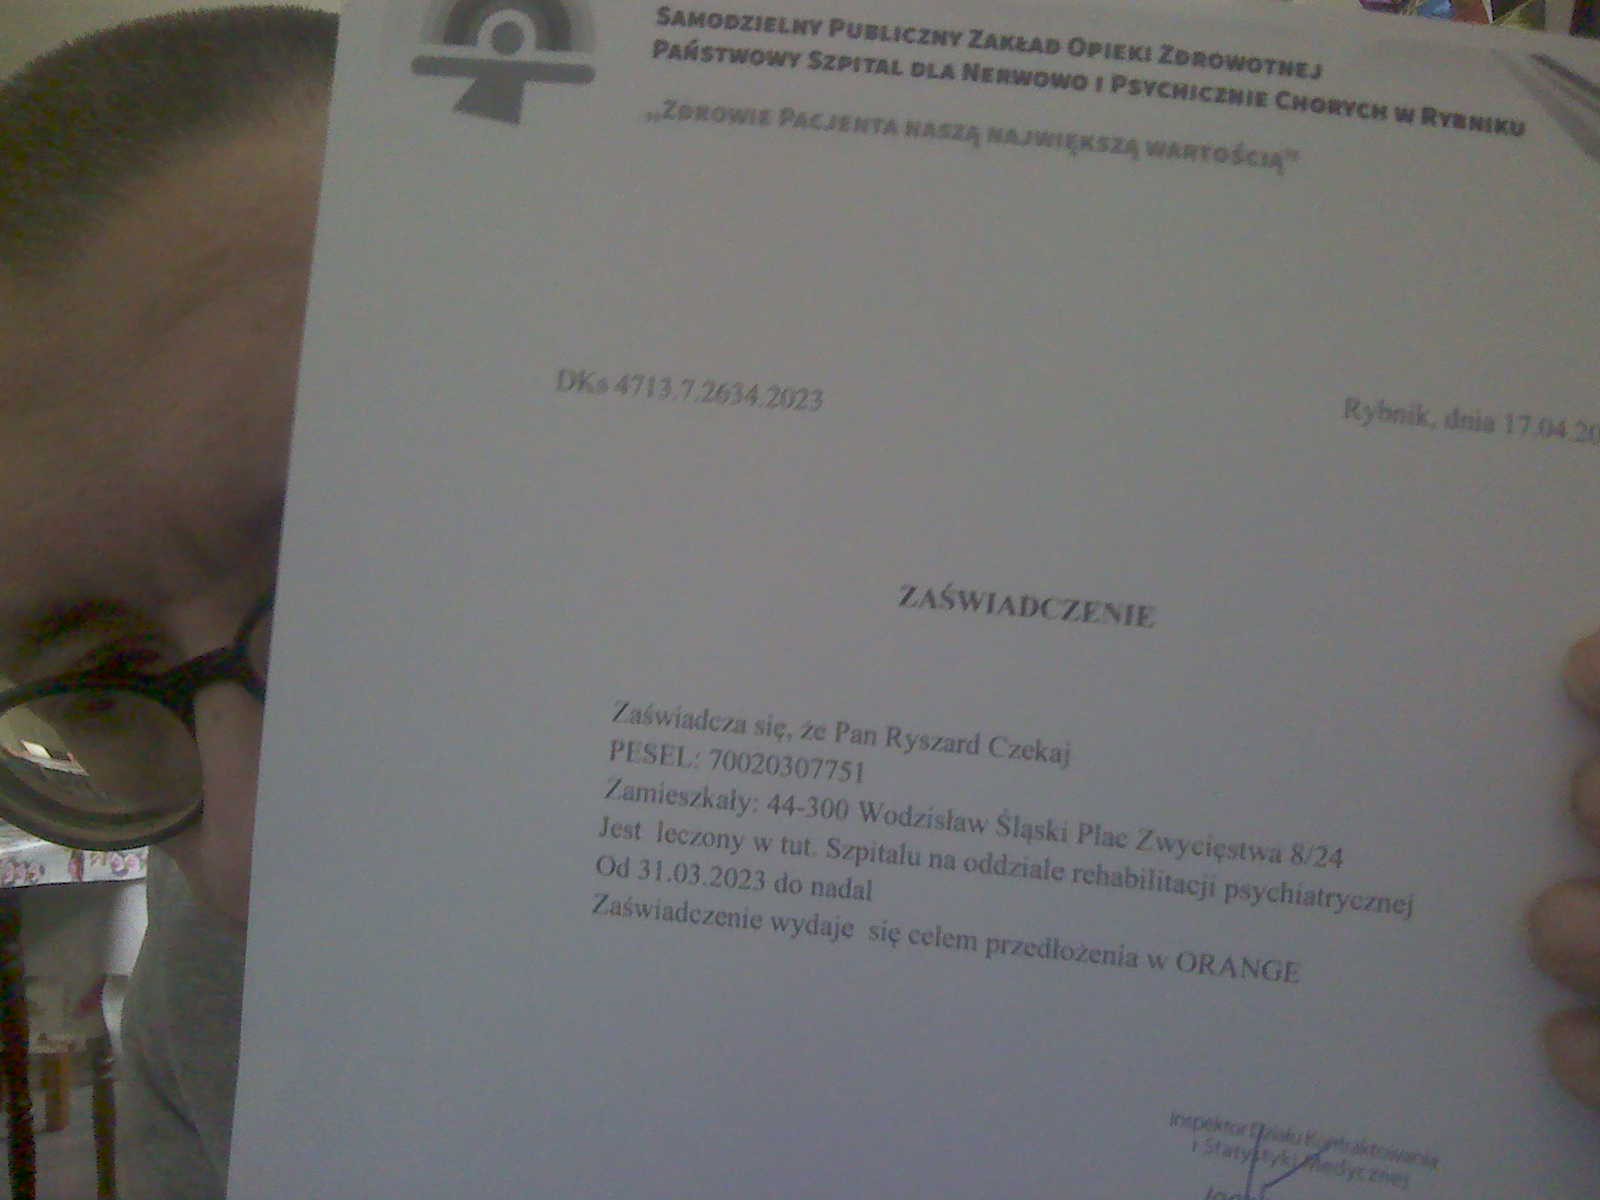 SAMODZIELNY PUBLICZNY ZAKŁAD OPIEKI ZDROWOTNEJ
PAŃSTWOWY SZPITAL DLA NERWOWO I PSYCHICZNIE CHORYCH W RYBNIKU
„ZDROWIE PACJENTA NASZĄ NAJWIĘKSZĄ WARTOŚCIĄ”
DKs 4713.7.2634.2023
Rybnik, dnia 17.04.20
ZAŚWIADCZENIE
Zaświadcza się, że Pan Ryszard Czekaj
PESEL: 70020307751
Zamieszkały: 44-300 Wodzisław Śląski Plac Zwycięstwa 8/24
Jest leczony w tut. Szpitalu na oddziale rehabilitacji psychiatrycznej
Od 31.03.2023 do nadal
Zaświadczenie wydaje się celem przedłożenia w ORANGE
Inspektor Działu Kontraktowania
i Statystyki Medycznej